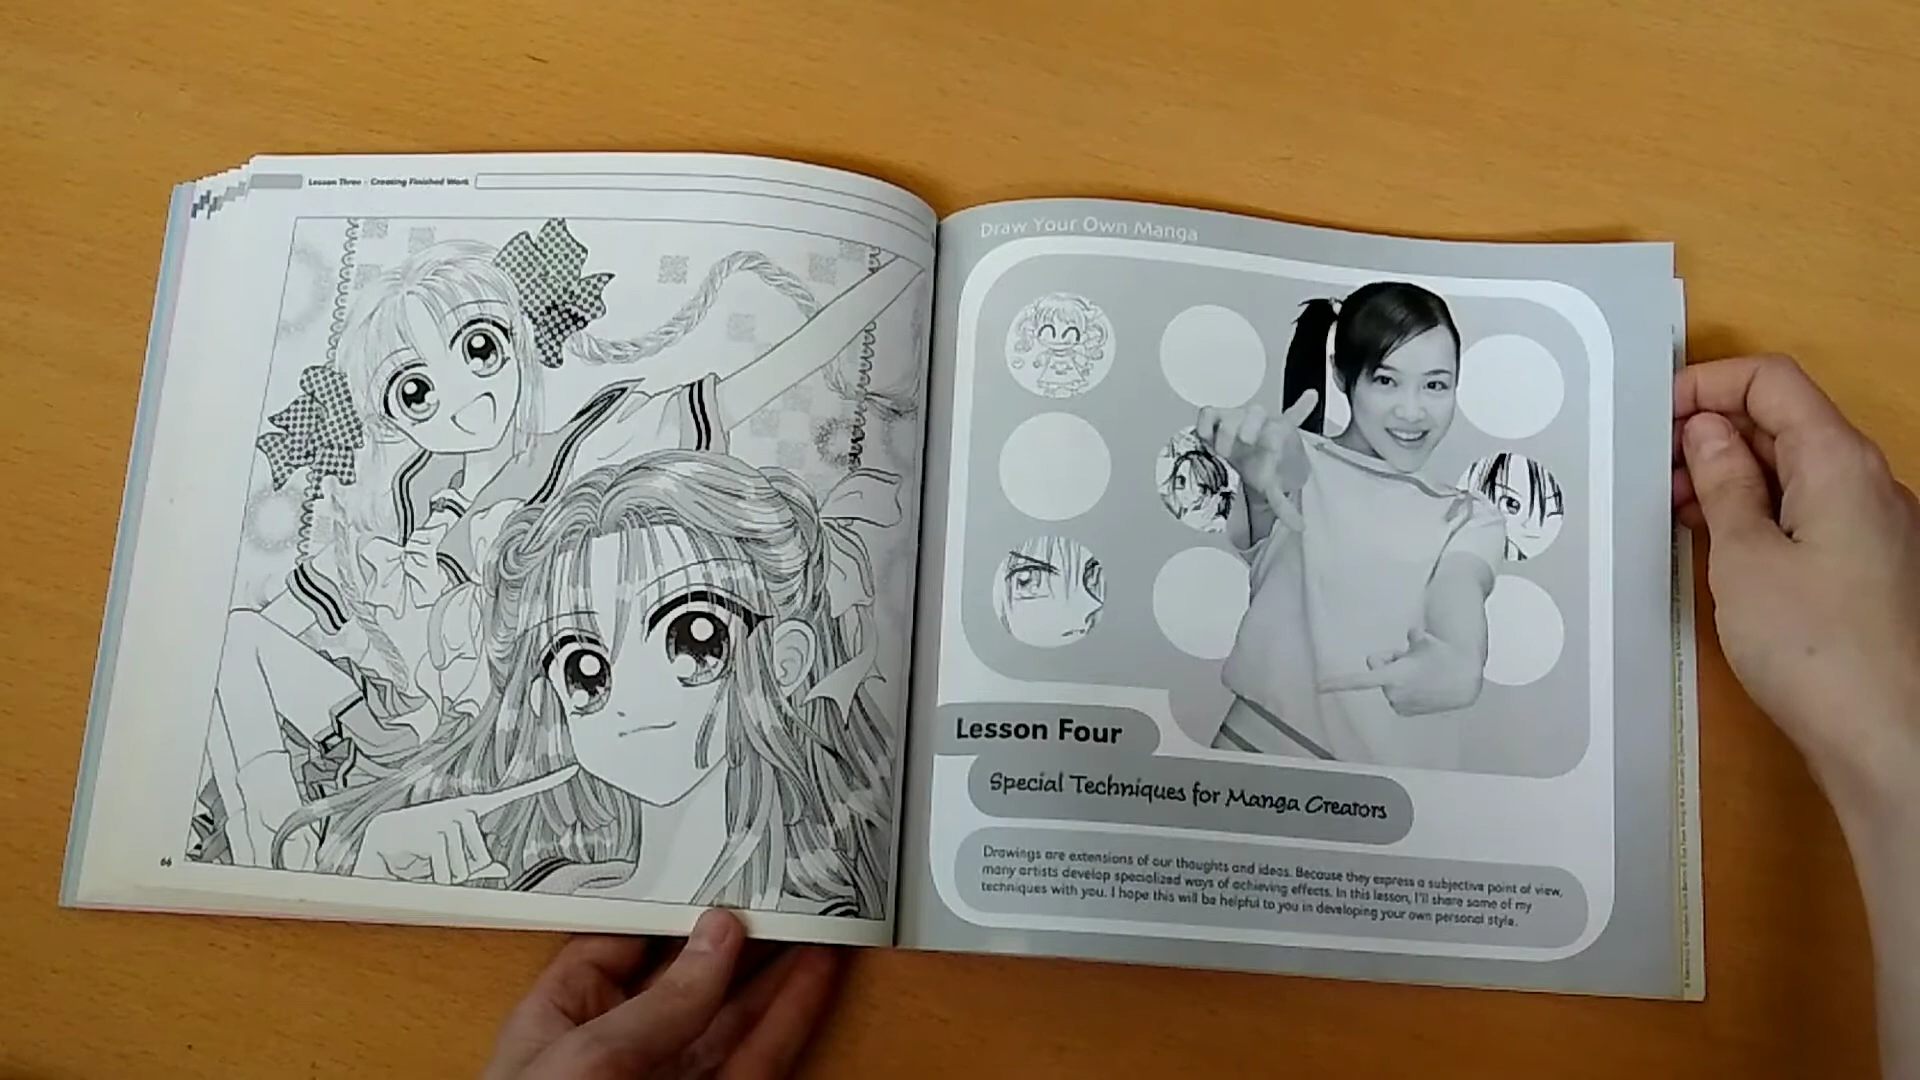 Lesson Three - Creating Finished Work
66
Draw Your Own Manga
Lesson Four
Special Techniques for Manga Creators
Drawings are extensions of our thoughts and ideas. Because they express a subjective point of view,
many artists develop specialized ways of achieving effects. In this lesson, I'll share some of my
techniques with you. I hope this will be helpful to you in developing your own personal style.